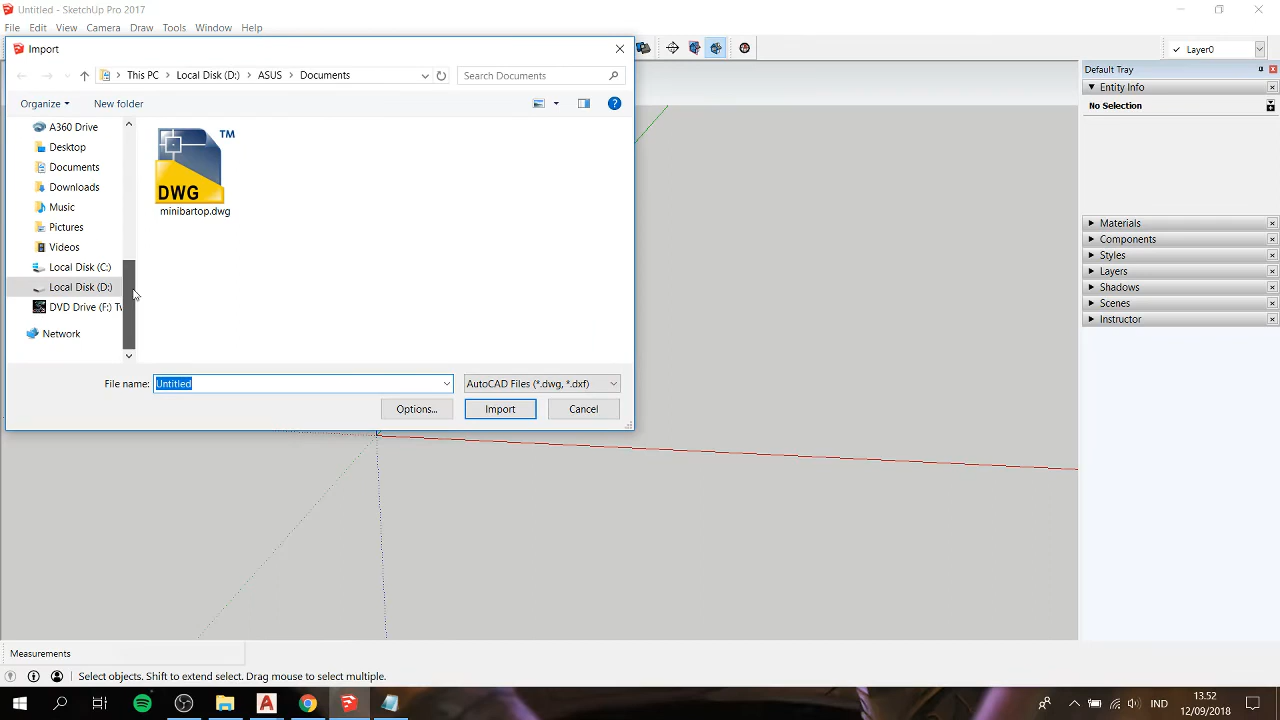 Untitled - SketchUp Pro 2017
File Edit View Camera Draw Tools Window Help
Import
Layer0
Default Tray
This PC Local Disk (D:) ASUS Documents
Search Documents
Entity Info
Organize New folder
No Selection
A360 Drive
Desktop
Documents
Downloads
Music
Pictures
Videos
Local Disk (C:)
Local Disk (D:)
DVD Drive (F:) Tw
Network
TM
DWG
minibartop.dwg
Materials
Components
Styles
Layers
Shadows
Scenes
Instructor
File name: Untitled AutoCAD Files (*.dwg, *.dxf)
Options... Import Cancel
Measurements
Select objects. Shift to extend select. Drag mouse to select multiple.
IND
13.52
12/09/2018